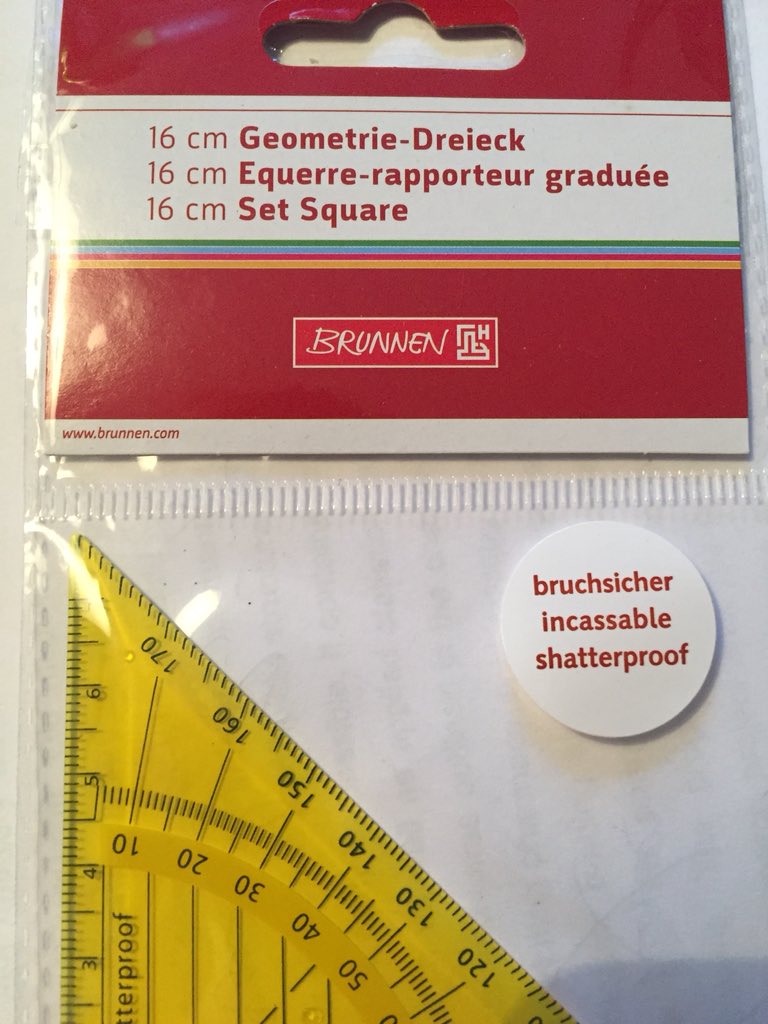 16 cm Geometrie-Dreieck
16 cm Equerre-rapporteur graduée
16 cm Set Square
BRUNNEN
www.brunnen.com
bruchsicher
incassable
shatterproof
170
160
150
140
130
120
10
20
30
40
50
6
5
4
3
tterproof